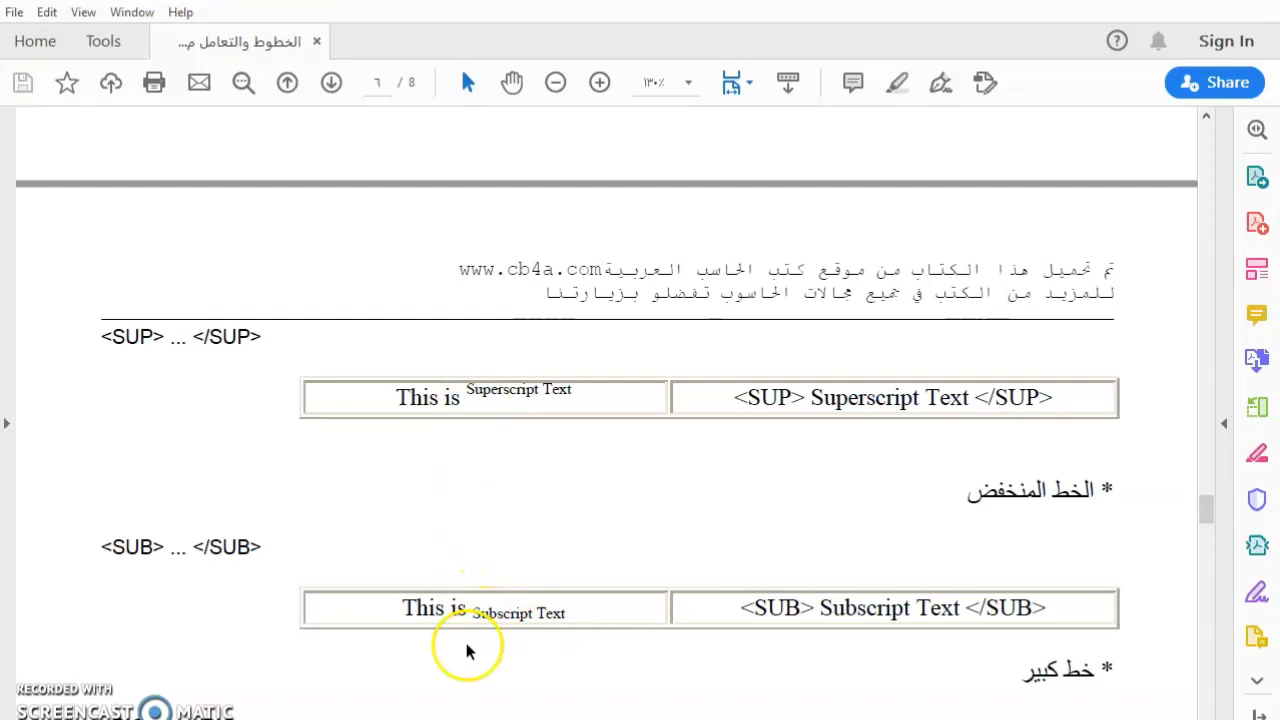 File Edit View Window Help
Home Tools الخطوط والتعامل م... × Sign In
٦ / 8 ١٣٠٪ Share
تم تحميل هذا الكتاب من موقع كتب الحاسب العربية www.cb4a.com
للمزيد من الكتب في جميع مجالات الحاسوب تفضلو بزيارتنا
<SUP> ... </SUP>
This is Superscript Text <SUP> Superscript Text </SUP>
* الخط المنخفض
<SUB> ... </SUB>
This is Subscript Text <SUB> Subscript Text </SUB>
* خط كبير
RECORDED WITH
SCREENCAST MATIC